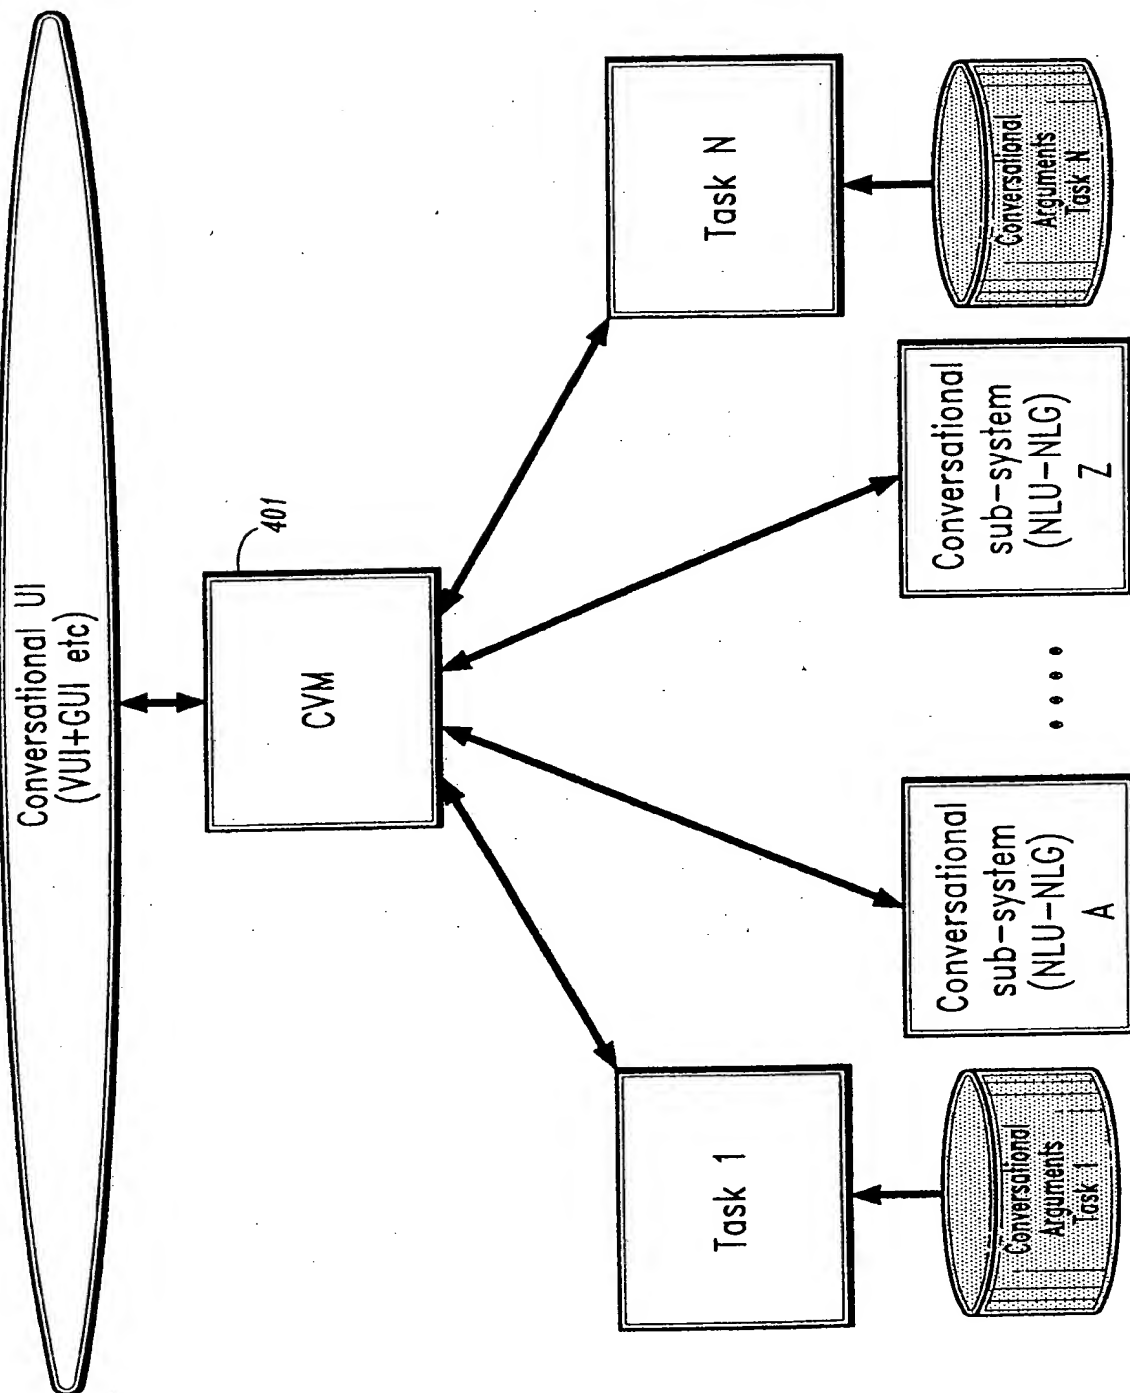 Conversational UI
(VUI+GUI etc)
401
CVM
Task 1
Task N
Conversational
Arguments
Task 1
Conversational
sub-system
(NLU-NLG)
A
Conversational
sub-system
(NLU-NLG)
Z
Conversational
Arguments
Task N